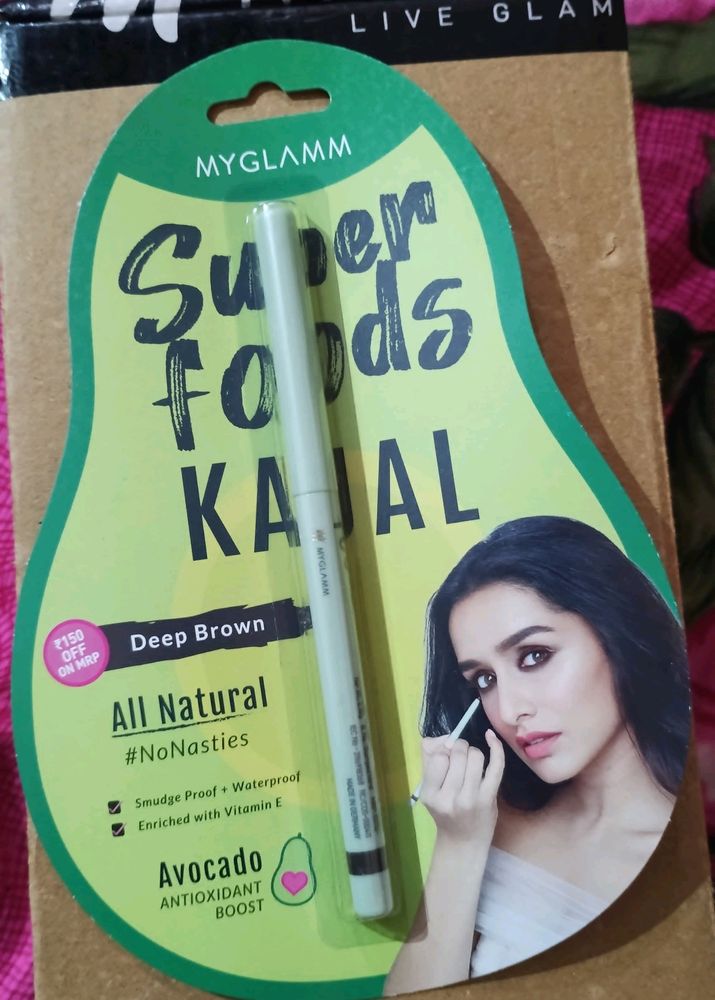 LIVE GLAM
MYGLAMM
Super
foods
KAJAL
MYGLAMM
Deep Brown
₹150
OFF
ON MRP
All Natural
#NoNasties
Smudge Proof + Waterproof
Enriched with Vitamin E
Avocado
ANTIOXIDANT
BOOST
MADE IN GERMANY